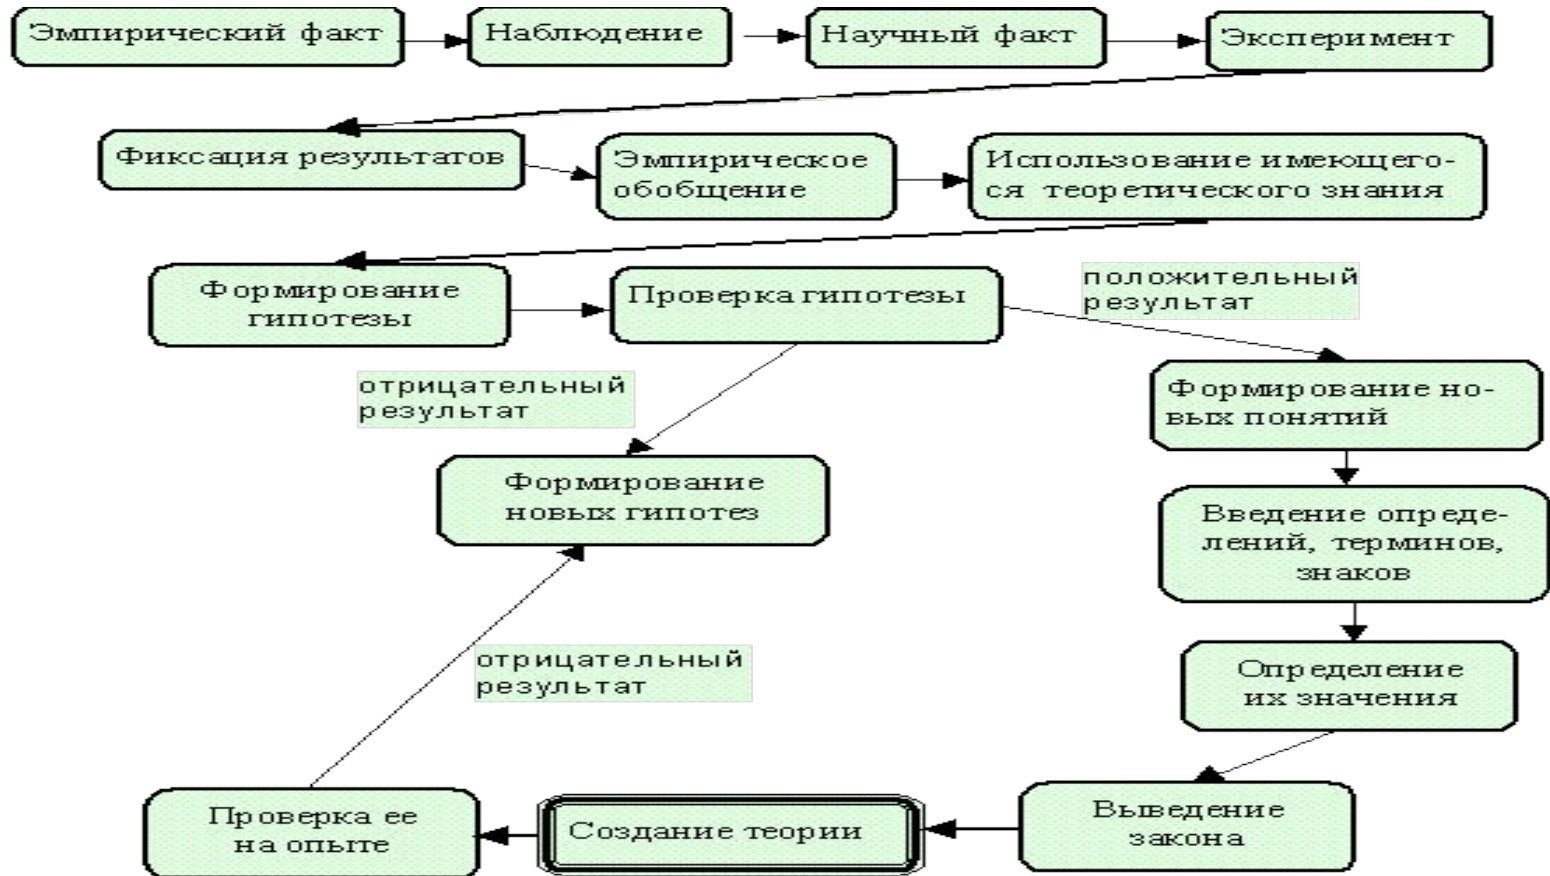 Эмпирический факт
Наблюдение
Научный факт
Эксперимент
Фиксация результатов
Эмпирическое
обобщение
Использование имеющего-
ся теоретического знания
Формирование
гипотезы
Проверка гипотезы
положительный
результат
отрицательный
результат
Формирование но-
вых понятий
Формирование
новых гипотез
Введение опреде-
лений, терминов,
знаков
отрицательный
результат
Определение
их значения
Проверка ее
на опыте
Создание теории
Выведение
закона